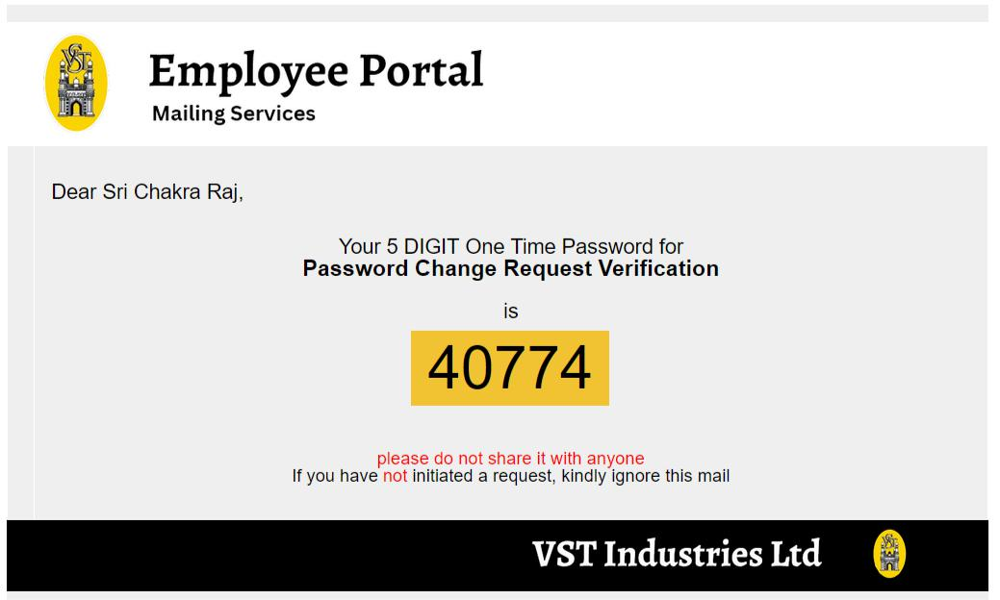 VST
Employee Portal
Mailing Services
Dear Sri Chakra Raj,
Your 5 DIGIT One Time Password for
Password Change Request Verification
is
40774
please do not share it with anyone
If you have not initiated a request, kindly ignore this mail
VST Industries Ltd
VST